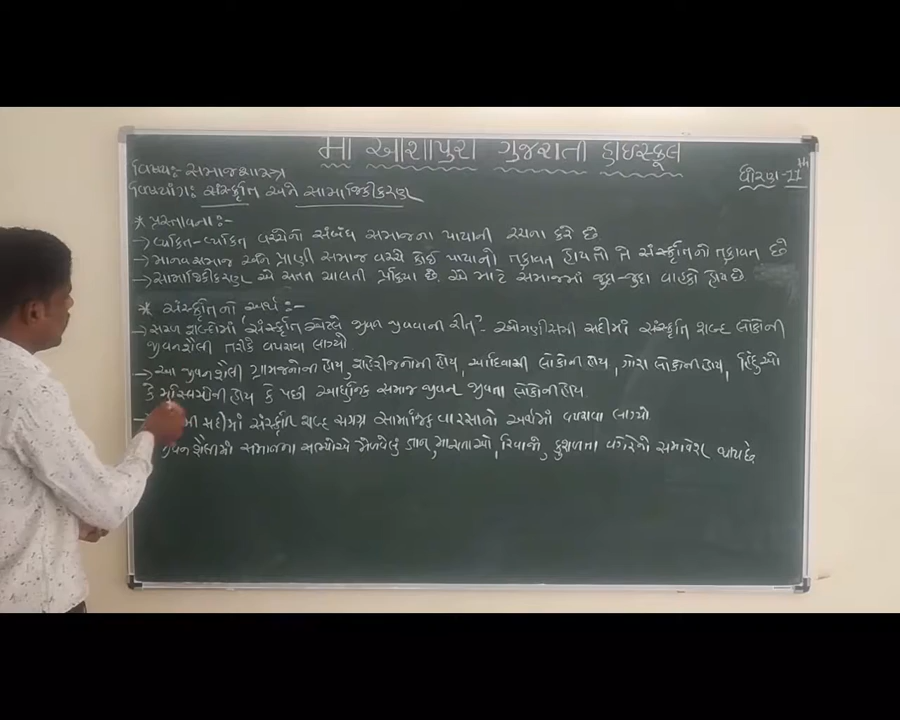 મા આશાપુરા ગુજરાતી હાઇસ્કૂલ
વિષય: સમાજશાસ્ત્ર
ધોરણ-11th
વિષયાંગ: સંસ્કૃતિ અને સામાજિકીકરણ
* પ્રસ્તાવના:-
→ વ્યક્તિ-વ્યક્તિ વચ્ચેનો સંબંધ સમાજના પાયાની રચના કરે છે
→ માનવસમાજ અને પ્રાણી સમાજ વચ્ચે કોઈ પાયાનો તફાવત હોય તો તે સંસ્કૃતિનો તફાવત છે
→ સામાજિકીકરણ એ સતત ચાલતી પ્રક્રિયા છે. એ માટે સમાજમાં જુદા-જુદા વાહકો હોય છે.
* સંસ્કૃતિનો અર્થ:-
→ સરળ શબ્દોમાં 'સંસ્કૃતિ એટલે જીવન જીવવાની રીત'- ઓગણીસમી સદીમાં સંસ્કૃતિ શબ્દ લોકોની
જીવનશૈલી તરીકે વપરાવા લાગ્યો
→ આ જીવનશૈલી ગ્રામજનોની હોય, શહેરીજનોની હોય, આદિવાસી લોકોની હોય, ગોરા લોકોની હોય, હિંદુઓ
કે મુસ્લિમોની હોય કે પછી આધુનિક સમાજ જીવન જીવતા લોકોની હોય.
સદીમાં સંસ્કૃતિ શબ્દ સમગ્ર સામાજિક વારસાના અર્થમાં વપરાવા લાગ્યો
જીવનશૈલીમાં સમાજના સભ્યોએ મેળવેલું જ્ઞાન, માન્યતાઓ, રિવાજો, કુશળતા વગેરેનો સમાવેશ થાય છે